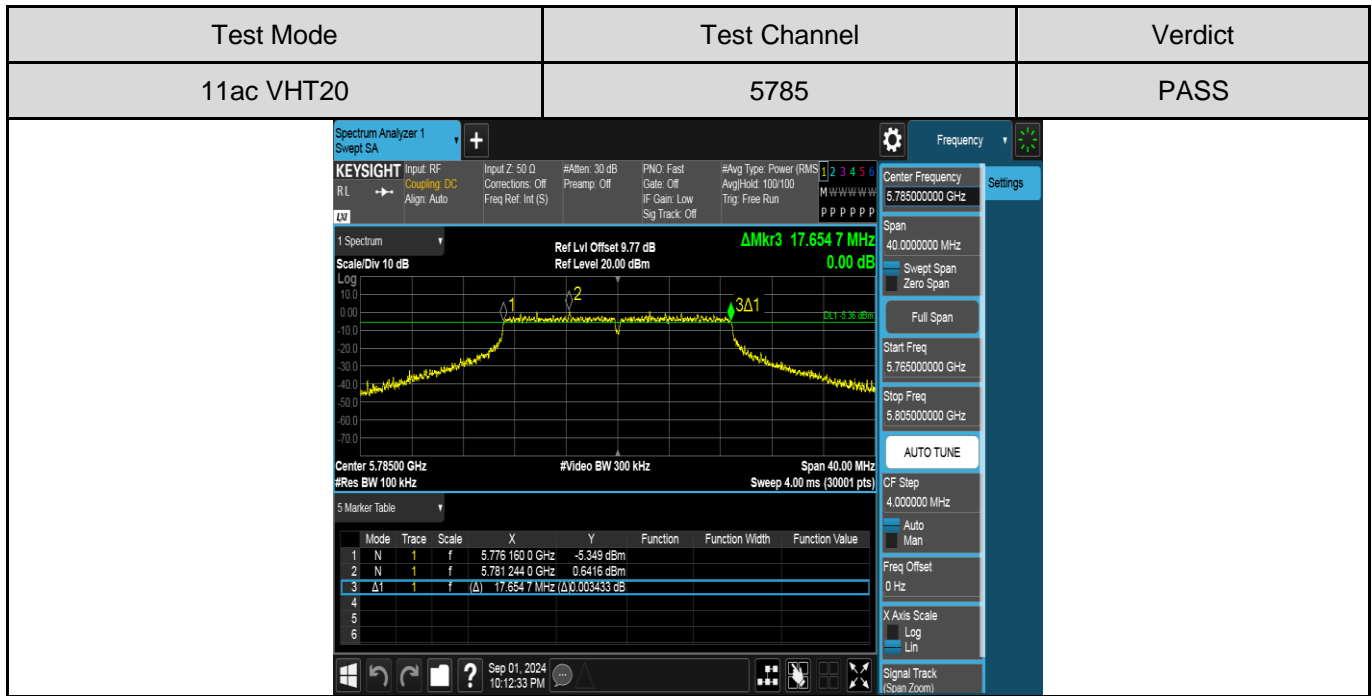 Test Mode Test Channel Verdict
11ac VHT20 5785 PASS
Spectrum Analyzer 1
Swept SA
+
Frequency
KEYSIGHT Input: RF Input Z: 50 Ω #Atten: 30 dB PNO: Fast #Avg Type: Power (RMS 1 2 3 4 5 6
RL Coupling: DC Corrections: Off Preamp: Off Gate: Off Avg|Hold: 100/100 M W W W W W
Align: Auto Freq Ref: Int (S) IF Gain: Low Trig: Free Run
LXI Sig Track: Off P P P P P P
Center Frequency
5.785000000 GHz
Settings
Span
40.0000000 MHz
Swept Span
Zero Span
Full Span
Start Freq
5.765000000 GHz
Stop Freq
5.805000000 GHz
AUTO TUNE
CF Step
4.000000 MHz
Auto
Man
Freq Offset
0 Hz
X Axis Scale
Log
Lin
Signal Track
(Span Zoom)
1 Spectrum
Ref Lvl Offset 9.77 dB ΔMkr3 17.654 7 MHz
Scale/Div 10 dB Ref Level 20.00 dBm 0.00 dB
Log
10.0
0.00
-10.0
-20.0
-30.0
-40.0
-50.0
-60.0
-70.0
1
2
3Δ1
DL1 -5.36 dBm
Center 5.78500 GHz #Video BW 300 kHz Span 40.00 MHz
#Res BW 100 kHz Sweep 4.00 ms (30001 pts)
5 Marker Table
Mode Trace Scale X Y Function Function Width Function Value
1 N 1 f 5.776 160 0 GHz -5.349 dBm
2 N 1 f 5.781 244 0 GHz 0.6416 dBm
3 Δ1 1 f (Δ) 17.654 7 MHz (Δ)0.003433 dB
4
5
6
? Sep 01, 2024
10:12:33 PM